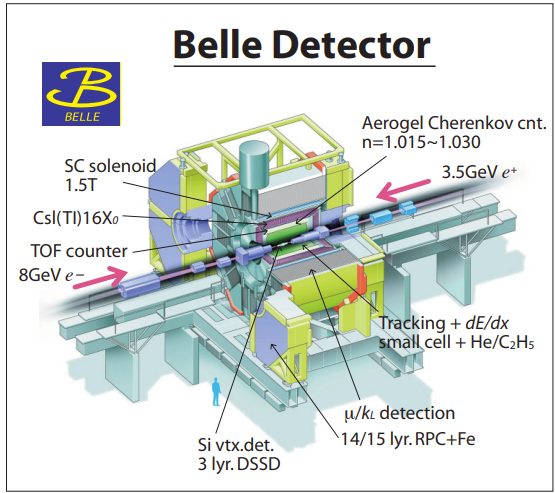 Belle Detector
B
BELLE
Aerogel Cherenkov cnt.
n=1.015~1.030
SC solenoid
1.5T
3.5GeV e+
CsI(Tl)16X0
TOF counter
8GeV e−
Tracking + dE/dx
small cell + He/C2H5
μ/kL detection
14/15 lyr. RPC+Fe
Si vtx.det.
3 lyr. DSSD